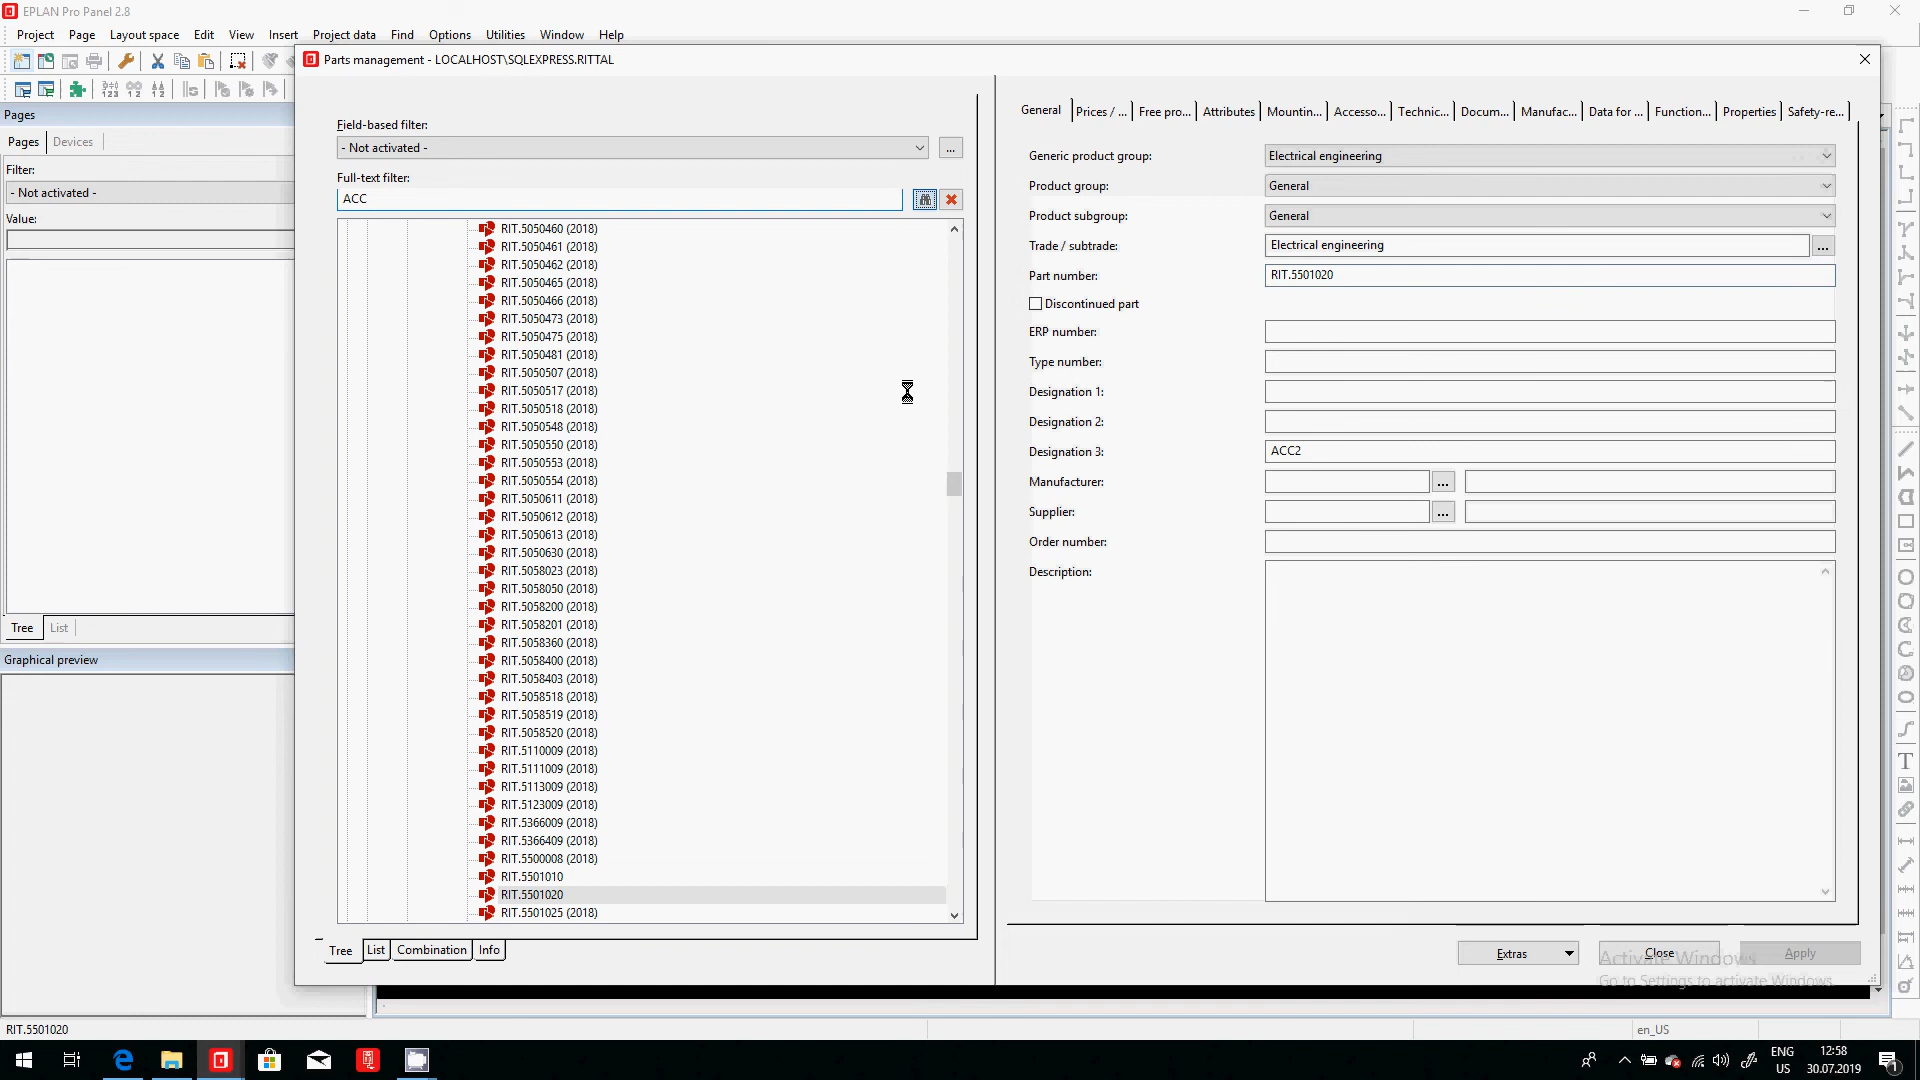 EPLAN Pro Panel 2.8
Project Page Layout space Edit View Insert Project data Find Options Utilities Window Help
Parts management - LOCALHOST\SQLEXPRESS.RITTAL
Pages
Pages Devices
Filter:
- Not activated -
Value:
Tree List
Graphical preview
Field-based filter:
- Not activated -
...
Full-text filter:
ACC
RIT.5050460 (2018)
RIT.5050461 (2018)
RIT.5050462 (2018)
RIT.5050465 (2018)
RIT.5050466 (2018)
RIT.5050473 (2018)
RIT.5050475 (2018)
RIT.5050481 (2018)
RIT.5050507 (2018)
RIT.5050517 (2018)
RIT.5050518 (2018)
RIT.5050548 (2018)
RIT.5050550 (2018)
RIT.5050553 (2018)
RIT.5050554 (2018)
RIT.5050611 (2018)
RIT.5050612 (2018)
RIT.5050613 (2018)
RIT.5050630 (2018)
RIT.5058023 (2018)
RIT.5058050 (2018)
RIT.5058200 (2018)
RIT.5058201 (2018)
RIT.5058360 (2018)
RIT.5058400 (2018)
RIT.5058403 (2018)
RIT.5058518 (2018)
RIT.5058519 (2018)
RIT.5058520 (2018)
RIT.5110009 (2018)
RIT.5111009 (2018)
RIT.5113009 (2018)
RIT.5123009 (2018)
RIT.5366009 (2018)
RIT.5366409 (2018)
RIT.5500008 (2018)
RIT.5501010
RIT.5501020
RIT.5501025 (2018)
Tree List Combination Info
General Prices / ... Free pro... Attributes Mountin... Accesso... Technic... Docum... Manufac... Data for ... Function... Properties Safety-re...
Generic product group: Electrical engineering
Product group: General
Product subgroup: General
Trade / subtrade: Electrical engineering ...
Part number: RIT.5501020
Discontinued part
ERP number:
Type number:
Designation 1:
Designation 2:
Designation 3: ACC2
Manufacturer: ...
Supplier: ...
Order number:
Description:
Extras Close Apply
Activate Windows
Go to Settings to activate Windows.
RIT.5501020 en_US
ENG 12:58
US 30.07.2019 1